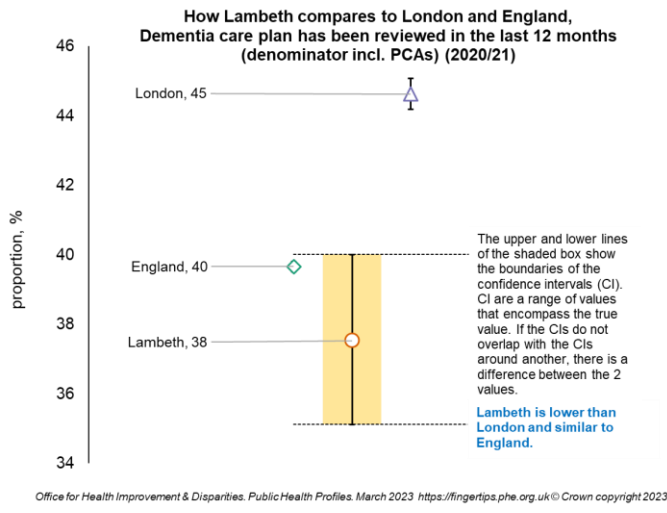 How Lambeth compares to London and England,
Dementia care plan has been reviewed in the last 12 months
(denominator incl. PCAs) (2020/21)
46
London, 45
44
42
proportion, %
40
England, 40
38
Lambeth, 38
36
34
The upper and lower lines
of the shaded box show
the boundaries of the
confidence intervals (CI).
CI are a range of values
that encompass the true
value. If the CIs do not
overlap with the CIs
around another, there is a
difference between the 2
values.
Lambeth is lower than
London and similar to
England.
Office for Health Improvement & Disparities. Public Health Profiles. March 2023 https://fingertips.phe.org.uk © Crown copyright 2023